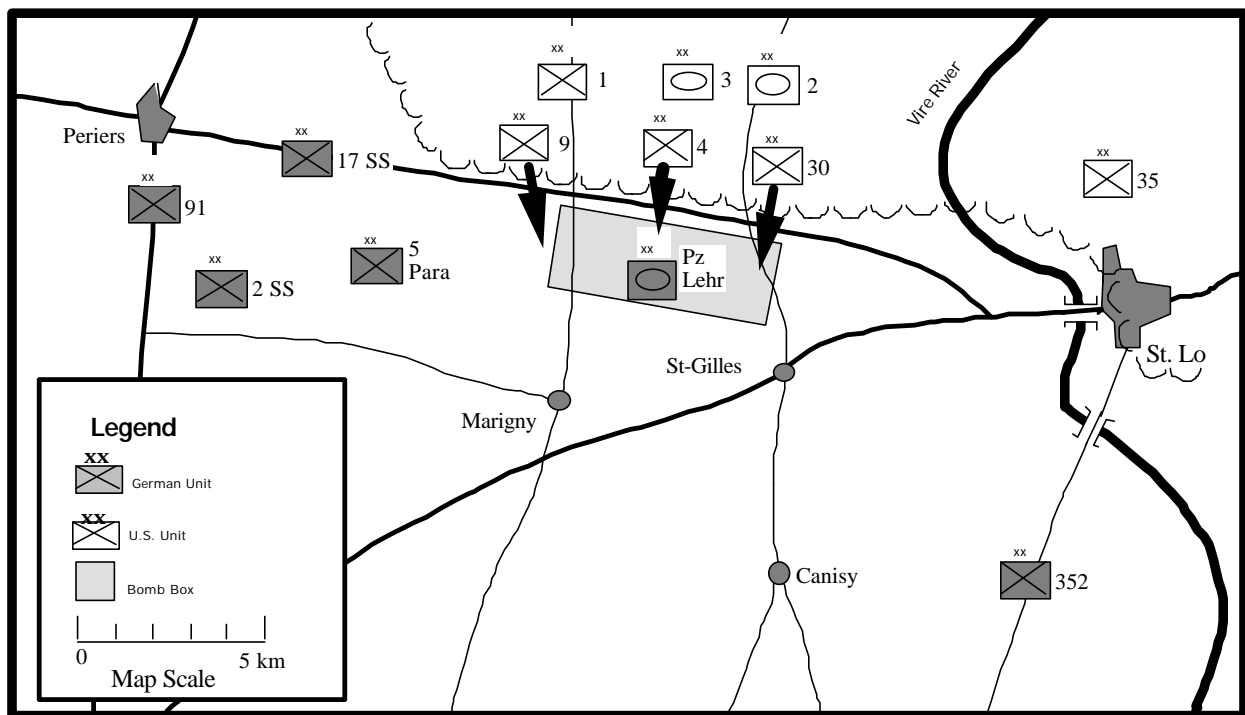 xx
1
xx
3
xx
2
Vire River
Periers
xx
17 SS
xx
9
xx
4
xx
30
xx
35
xx
91
xx
2 SS
xx
5
Para
xx
Pz
Lehr
St-Gilles
St. Lo
Marigny
Canisy
xx
352
Legend
xx
German Unit
xx
U.S. Unit
Bomb Box
0
5 km
Map Scale